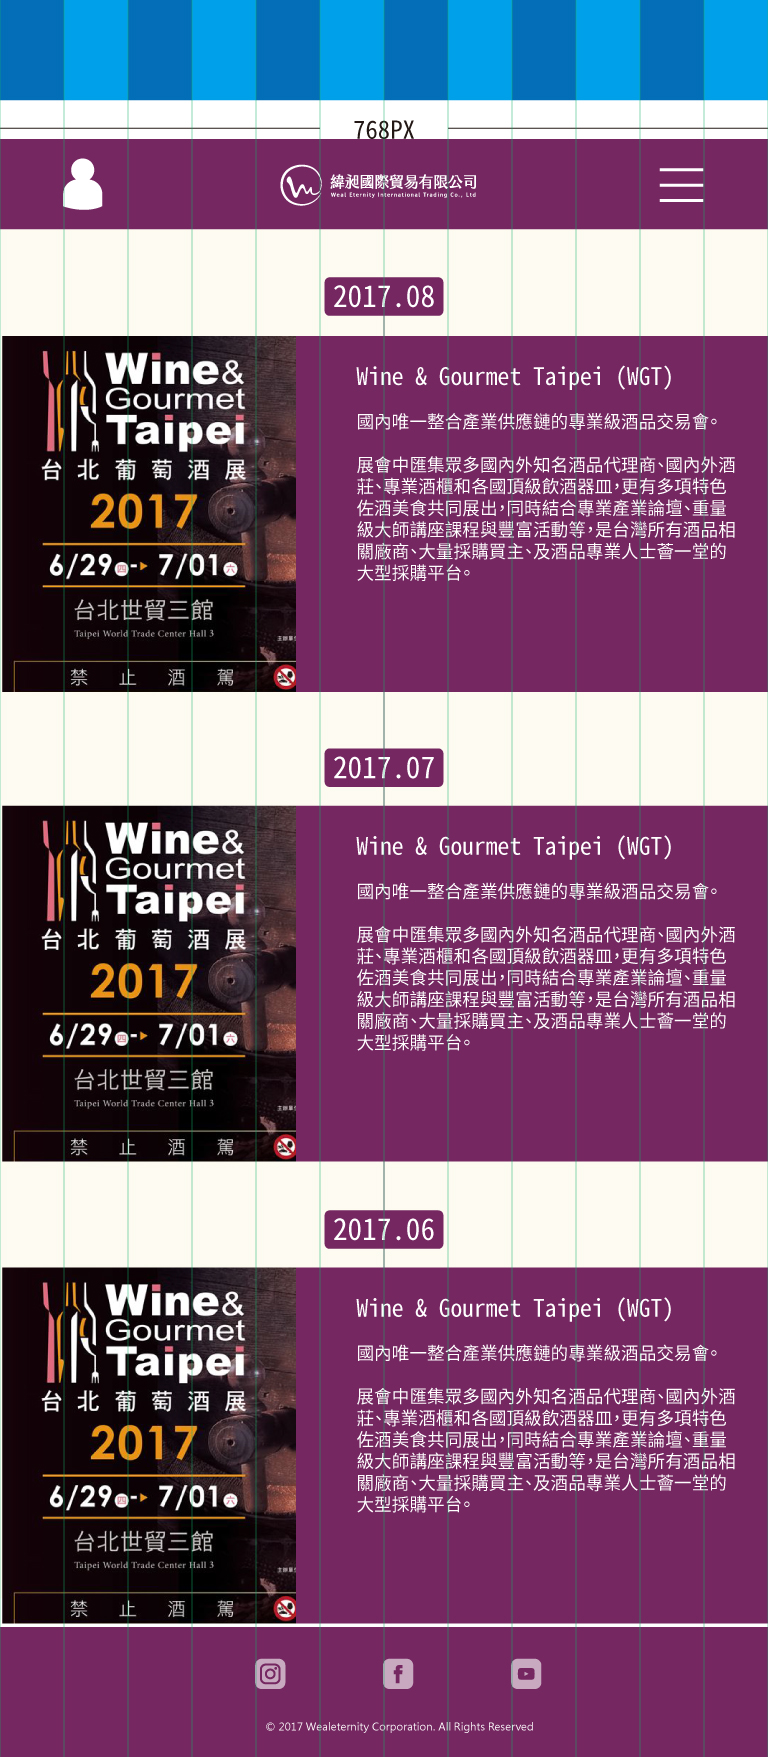 768PX
緯昶國際貿易有限公司
Weal Eternity International Trading Co., Ltd
2017.08
Wine &
Gourmet
Taipei
台北葡萄酒展
2017
6/29 四 - 7/01 六
台北世貿三館
Taipei World Trade Center Hall 3
禁止酒駕
Wine & Gourmet Taipei (WGT)
國內唯一整合產業供應鏈的專業級酒品交易會。
展會中匯集眾多國內外知名酒品代理商、國內外酒
莊、專業酒櫃和各國頂級飲酒器皿,更有多項特色
佐酒美食共同展出,同時結合專業產業論壇、重量
級大師講座課程與豐富活動等,是台灣所有酒品相
關廠商、大量採購買主、及酒品專業人士薈一堂的
大型採購平台。
2017.07
Wine &
Gourmet
Taipei
台北葡萄酒展
2017
6/29 四 - 7/01 六
台北世貿三館
Taipei World Trade Center Hall 3
禁止酒駕
Wine & Gourmet Taipei (WGT)
國內唯一整合產業供應鏈的專業級酒品交易會。
展會中匯集眾多國內外知名酒品代理商、國內外酒
莊、專業酒櫃和各國頂級飲酒器皿,更有多項特色
佐酒美食共同展出,同時結合專業產業論壇、重量
級大師講座課程與豐富活動等,是台灣所有酒品相
關廠商、大量採購買主、及酒品專業人士薈一堂的
大型採購平台。
2017.06
Wine &
Gourmet
Taipei
台北葡萄酒展
2017
6/29 四 - 7/01 六
台北世貿三館
Taipei World Trade Center Hall 3
禁止酒駕
Wine & Gourmet Taipei (WGT)
國內唯一整合產業供應鏈的專業級酒品交易會。
展會中匯集眾多國內外知名酒品代理商、國內外酒
莊、專業酒櫃和各國頂級飲酒器皿,更有多項特色
佐酒美食共同展出,同時結合專業產業論壇、重量
級大師講座課程與豐富活動等,是台灣所有酒品相
關廠商、大量採購買主、及酒品專業人士薈一堂的
大型採購平台。
© 2017 Wealeternity Corporation. All Rights Reserved